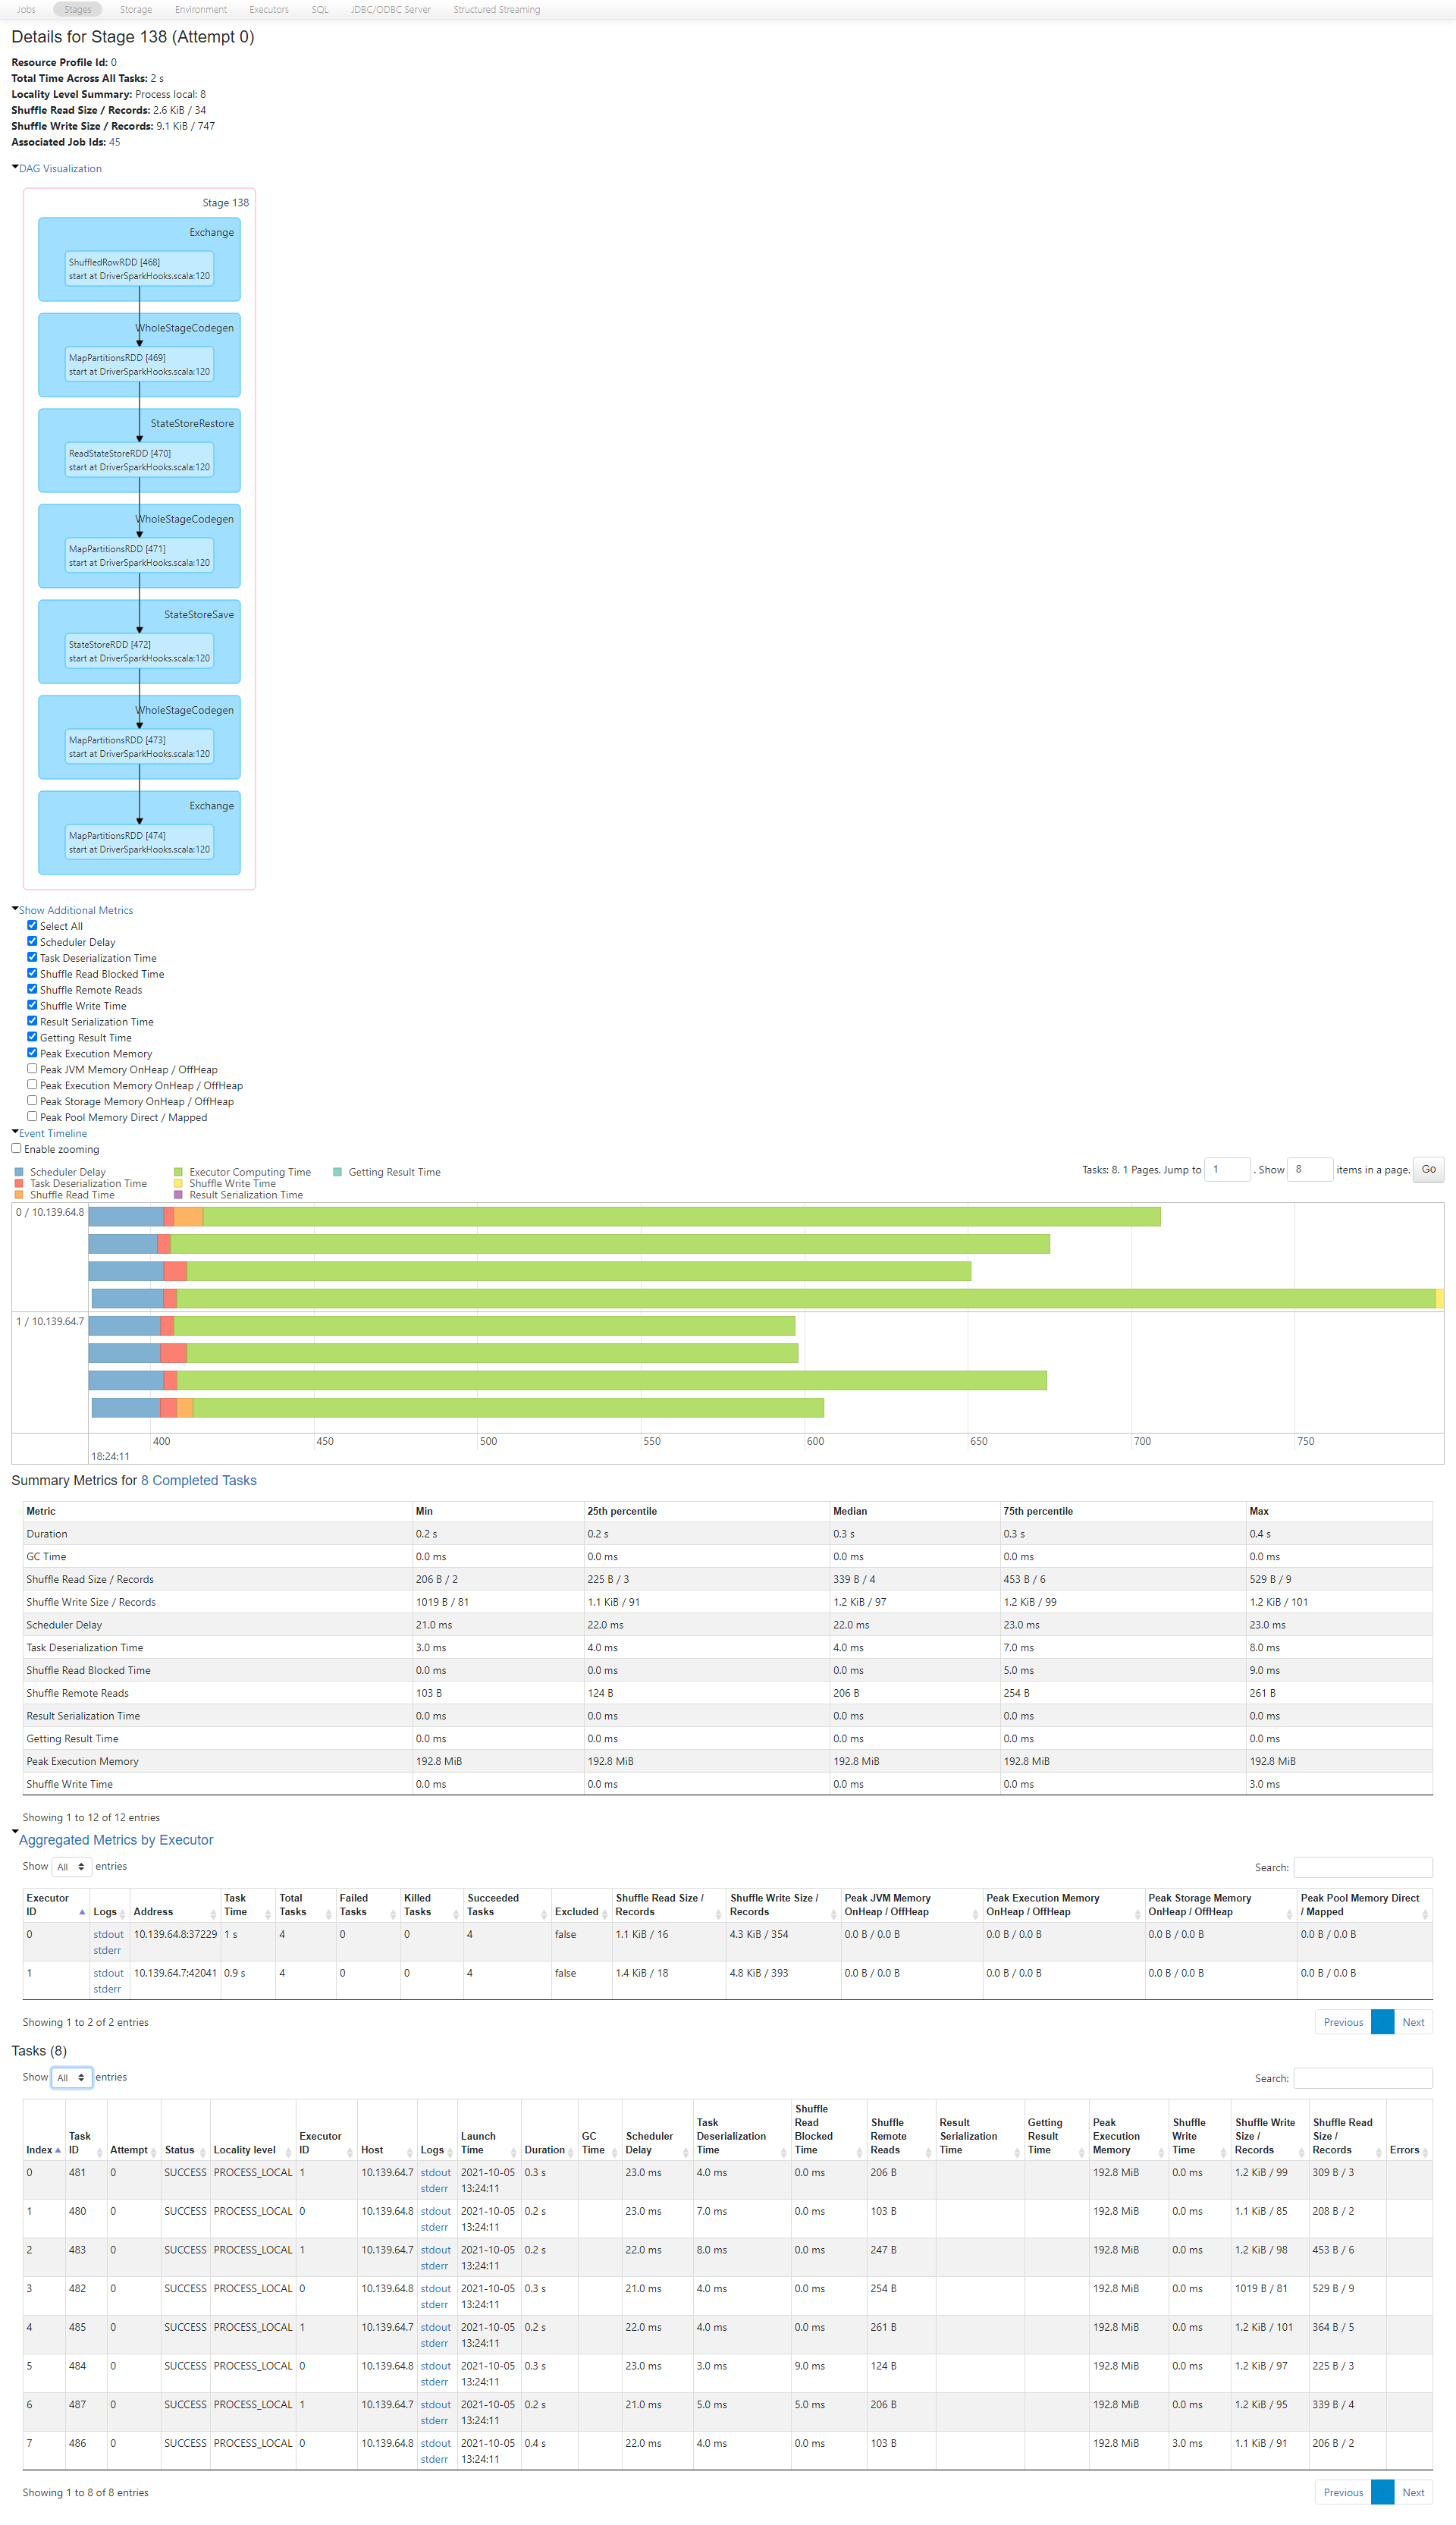 Jobs Stages Storage Environment Executors SQL JDBC/ODBC Server Structured Streaming
Details for Stage 138 (Attempt 0)
Resource Profile Id: 0
Total Time Across All Tasks: 2 s
Locality Level Summary: Process local: 8
Shuffle Read Size / Records: 2.6 KiB / 34
Shuffle Write Size / Records: 9.1 KiB / 747
Associated Job Ids: 45
DAG Visualization
Stage 138
Exchange
ShuffledRowRDD [468]
start at DriverSparkHooks.scala:120
WholeStageCodegen
MapPartitionsRDD [469]
start at DriverSparkHooks.scala:120
StateStoreRestore
ReadStateStoreRDD [470]
start at DriverSparkHooks.scala:120
WholeStageCodegen
MapPartitionsRDD [471]
start at DriverSparkHooks.scala:120
StateStoreSave
StateStoreRDD [472]
start at DriverSparkHooks.scala:120
WholeStageCodegen
MapPartitionsRDD [473]
start at DriverSparkHooks.scala:120
Exchange
MapPartitionsRDD [474]
start at DriverSparkHooks.scala:120
Show Additional Metrics
Select All
Scheduler Delay
Task Deserialization Time
Shuffle Read Blocked Time
Shuffle Remote Reads
Shuffle Write Time
Result Serialization Time
Getting Result Time
Peak Execution Memory
Peak JVM Memory OnHeap / OffHeap
Peak Execution Memory OnHeap / OffHeap
Peak Storage Memory OnHeap / OffHeap
Peak Pool Memory Direct / Mapped
Event Timeline
Enable zooming
Tasks: 8. 1 Pages. Jump to 1 . Show 8 items in a page. Go
Scheduler Delay Executor Computing Time Getting Result Time
Task Deserialization Time Shuffle Write Time
Shuffle Read Time Result Serialization Time
0 / 10.139.64.8
1 / 10.139.64.7
400 450 500 550 600 650 700 750
18:24:11
Summary Metrics for 8 Completed Tasks
Metric Min 25th percentile Median 75th percentile Max
Duration 0.2 s 0.2 s 0.3 s 0.3 s 0.4 s
GC Time 0.0 ms 0.0 ms 0.0 ms 0.0 ms 0.0 ms
Shuffle Read Size / Records 206 B / 2 225 B / 3 339 B / 4 453 B / 6 529 B / 9
Shuffle Write Size / Records 1019 B / 81 1.1 KiB / 91 1.2 KiB / 97 1.2 KiB / 99 1.2 KiB / 101
Scheduler Delay 21.0 ms 22.0 ms 22.0 ms 23.0 ms 23.0 ms
Task Deserialization Time 3.0 ms 4.0 ms 4.0 ms 7.0 ms 8.0 ms
Shuffle Read Blocked Time 0.0 ms 0.0 ms 0.0 ms 5.0 ms 9.0 ms
Shuffle Remote Reads 103 B 124 B 206 B 254 B 261 B
Result Serialization Time 0.0 ms 0.0 ms 0.0 ms 0.0 ms 0.0 ms
Getting Result Time 0.0 ms 0.0 ms 0.0 ms 0.0 ms 0.0 ms
Peak Execution Memory 192.8 MiB 192.8 MiB 192.8 MiB 192.8 MiB 192.8 MiB
Shuffle Write Time 0.0 ms 0.0 ms 0.0 ms 0.0 ms 3.0 ms
Showing 1 to 12 of 12 entries
Aggregated Metrics by Executor
Show All entries Search:
Executor ID Logs Address Task Time Total Tasks Failed Tasks Killed Tasks Succeeded Tasks Excluded Shuffle Read Size / Records Shuffle Write Size / Records Peak JVM Memory OnHeap / OffHeap Peak Execution Memory OnHeap / OffHeap Peak Storage Memory OnHeap / OffHeap Peak Pool Memory Direct / Mapped
0 stdout stderr 10.139.64.8:37229 1 s 4 0 0 4 false 1.1 KiB / 16 4.3 KiB / 354 0.0 B / 0.0 B 0.0 B / 0.0 B 0.0 B / 0.0 B 0.0 B / 0.0 B
1 stdout stderr 10.139.64.7:42041 0.9 s 4 0 0 4 false 1.4 KiB / 18 4.8 KiB / 393 0.0 B / 0.0 B 0.0 B / 0.0 B 0.0 B / 0.0 B 0.0 B / 0.0 B
Showing 1 to 2 of 2 entries Previous Next
Tasks (8)
Show All entries Search:
Index Task ID Attempt Status Locality level Executor ID Host Logs Launch Time Duration GC Time Scheduler Delay Task Deserialization Time Shuffle Read Blocked Time Shuffle Remote Reads Result Serialization Time Getting Result Time Peak Execution Memory Shuffle Write Time Shuffle Write Size / Records Shuffle Read Size / Records Errors
0 481 0 SUCCESS PROCESS_LOCAL 1 10.139.64.7 stdout stderr 2021-10-05 13:24:11 0.3 s 23.0 ms 4.0 ms 0.0 ms 206 B 192.8 MiB 0.0 ms 1.2 KiB / 99 309 B / 3
1 480 0 SUCCESS PROCESS_LOCAL 0 10.139.64.8 stdout stderr 2021-10-05 13:24:11 0.2 s 23.0 ms 7.0 ms 0.0 ms 103 B 192.8 MiB 0.0 ms 1.1 KiB / 85 208 B / 2
2 483 0 SUCCESS PROCESS_LOCAL 1 10.139.64.7 stdout stderr 2021-10-05 13:24:11 0.2 s 22.0 ms 8.0 ms 0.0 ms 247 B 192.8 MiB 0.0 ms 1.2 KiB / 98 453 B / 6
3 482 0 SUCCESS PROCESS_LOCAL 0 10.139.64.8 stdout stderr 2021-10-05 13:24:11 0.3 s 21.0 ms 4.0 ms 0.0 ms 254 B 192.8 MiB 0.0 ms 1019 B / 81 529 B / 9
4 485 0 SUCCESS PROCESS_LOCAL 1 10.139.64.7 stdout stderr 2021-10-05 13:24:11 0.2 s 22.0 ms 4.0 ms 0.0 ms 261 B 192.8 MiB 0.0 ms 1.2 KiB / 101 364 B / 5
5 484 0 SUCCESS PROCESS_LOCAL 0 10.139.64.8 stdout stderr 2021-10-05 13:24:11 0.3 s 23.0 ms 3.0 ms 9.0 ms 124 B 192.8 MiB 0.0 ms 1.2 KiB / 97 225 B / 3
6 487 0 SUCCESS PROCESS_LOCAL 1 10.139.64.7 stdout stderr 2021-10-05 13:24:11 0.2 s 21.0 ms 5.0 ms 5.0 ms 206 B 192.8 MiB 0.0 ms 1.2 KiB / 95 339 B / 4
7 486 0 SUCCESS PROCESS_LOCAL 0 10.139.64.8 stdout stderr 2021-10-05 13:24:11 0.4 s 22.0 ms 4.0 ms 0.0 ms 103 B 192.8 MiB 3.0 ms 1.1 KiB / 91 206 B / 2
Showing 1 to 8 of 8 entries Previous Next